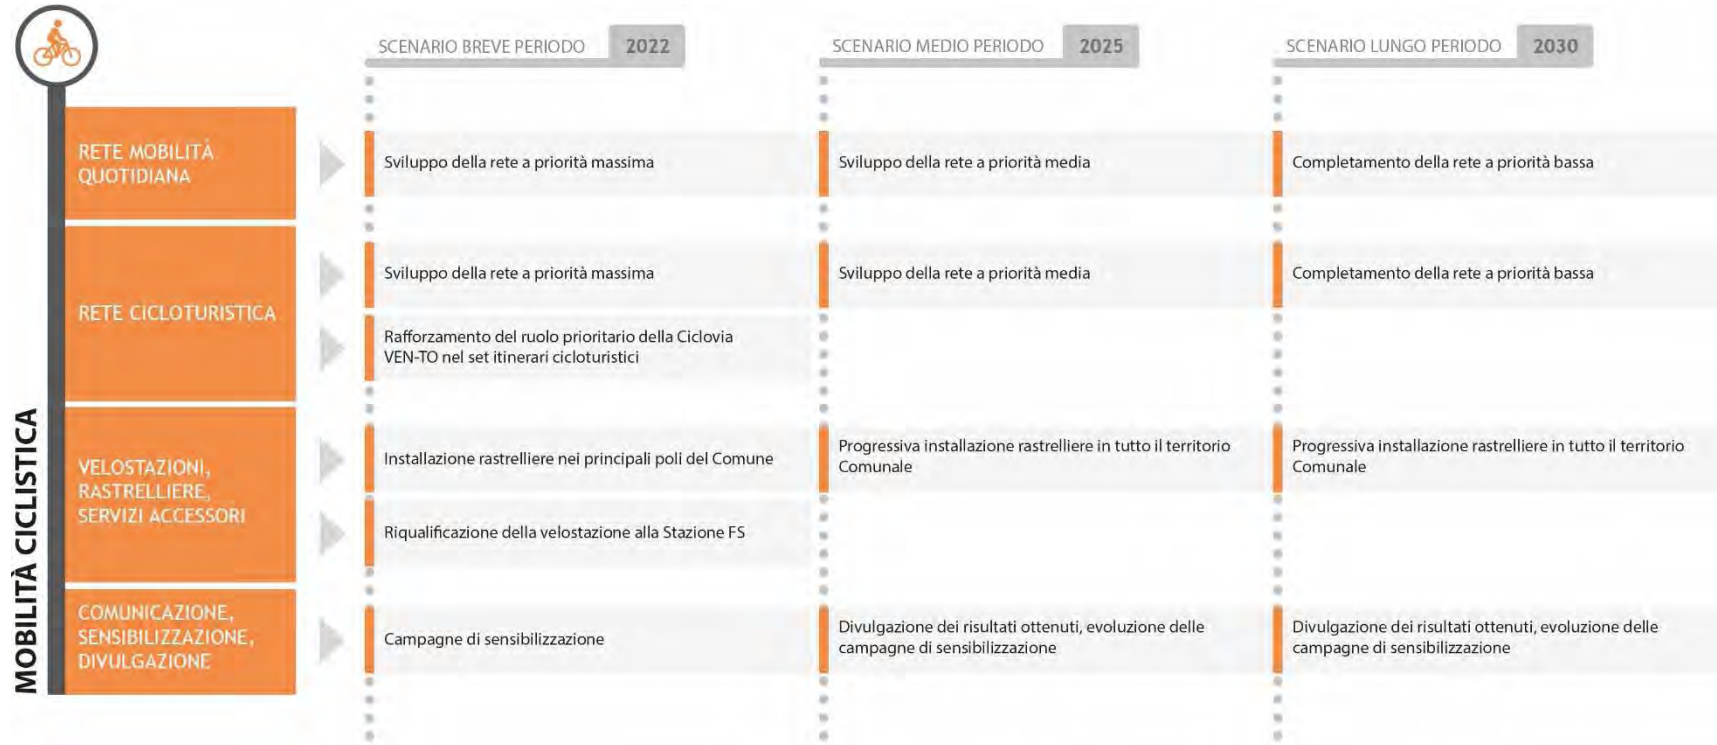 SCENARIO BREVE PERIODO 2022
SCENARIO MEDIO PERIODO 2025
SCENARIO LUNGO PERIODO 2030
MOBILITÀ CICLISTICA
RETE MOBILITÀ
QUOTIDIANA
Sviluppo della rete a priorità massima
Sviluppo della rete a priorità media
Completamento della rete a priorità bassa
RETE CICLOTURISTICA
Sviluppo della rete a priorità massima
Sviluppo della rete a priorità media
Completamento della rete a priorità bassa
Rafforzamento del ruolo prioritario della Ciclovia
VEN-TO nel set itinerari cicloturistici
VELOSTAZIONI,
RASTRELLIERE,
SERVIZI ACCESSORI
Installazione rastrelliere nei principali poli del Comune
Progressiva installazione rastrelliere in tutto il territorio
Comunale
Progressiva installazione rastrelliere in tutto il territorio
Comunale
Riqualificazione della velostazione alla Stazione FS
COMUNICAZIONE,
SENSIBILIZZAZIONE,
DIVULGAZIONE
Campagne di sensibilizzazione
Divulgazione dei risultati ottenuti, evoluzione delle
campagne di sensibilizzazione
Divulgazione dei risultati ottenuti, evoluzione delle
campagne di sensibilizzazione